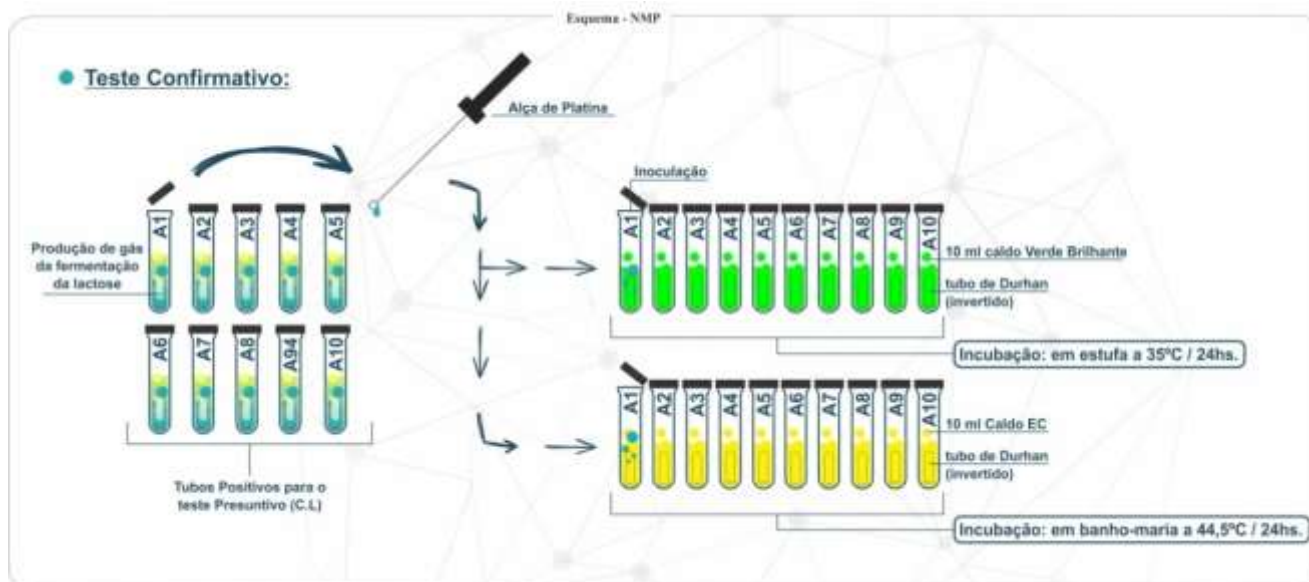 Esquema - NMP
Teste Confirmativo:
Alça de Platina
Produção de gás
da fermentação
da lactose
A1
A2
A3
A4
A5
A6
A7
A8
A94
A10
Tubos Positivos para o
teste Presuntivo (C.L)
Inoculação
A1
A2
A3
A4
A5
A6
A7
A8
A9
A10
10 ml caldo Verde Brilhante
tubo de Durhan
(invertido)
Incubação: em estufa a 35ºC / 24hs.
A1
A2
A3
A4
A5
A6
A7
A8
A9
A10
10 ml Caldo EC
tubo de Durhan
(invertido)
Incubação: em banho-maria a 44,5ºC / 24hs.